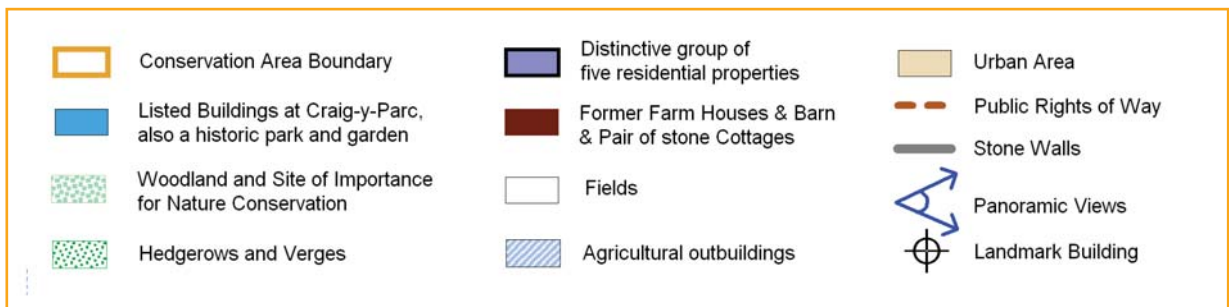 Conservation Area Boundary
Listed Buildings at Craig-y-Parc,
also a historic park and garden
Woodland and Site of Importance
for Nature Conservation
Hedgerows and Verges
Distinctive group of
five residential properties
Former Farm Houses & Barn
& Pair of stone Cottages
Fields
Agricultural outbuildings
Urban Area
Public Rights of Way
Stone Walls
Panoramic Views
Landmark Building